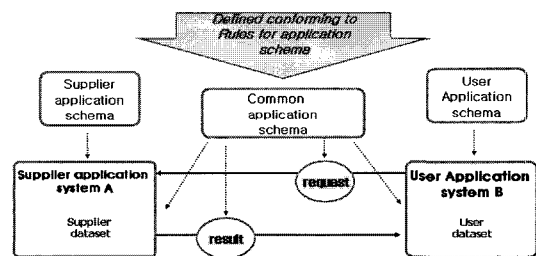 Defined conforming to
Rules for application
schema
Supplier
application
schema
Common
application
schema
User
Application
schema
Supplier application
system A
request
User Application
system B
Supplier
dataset
result
User
dataset